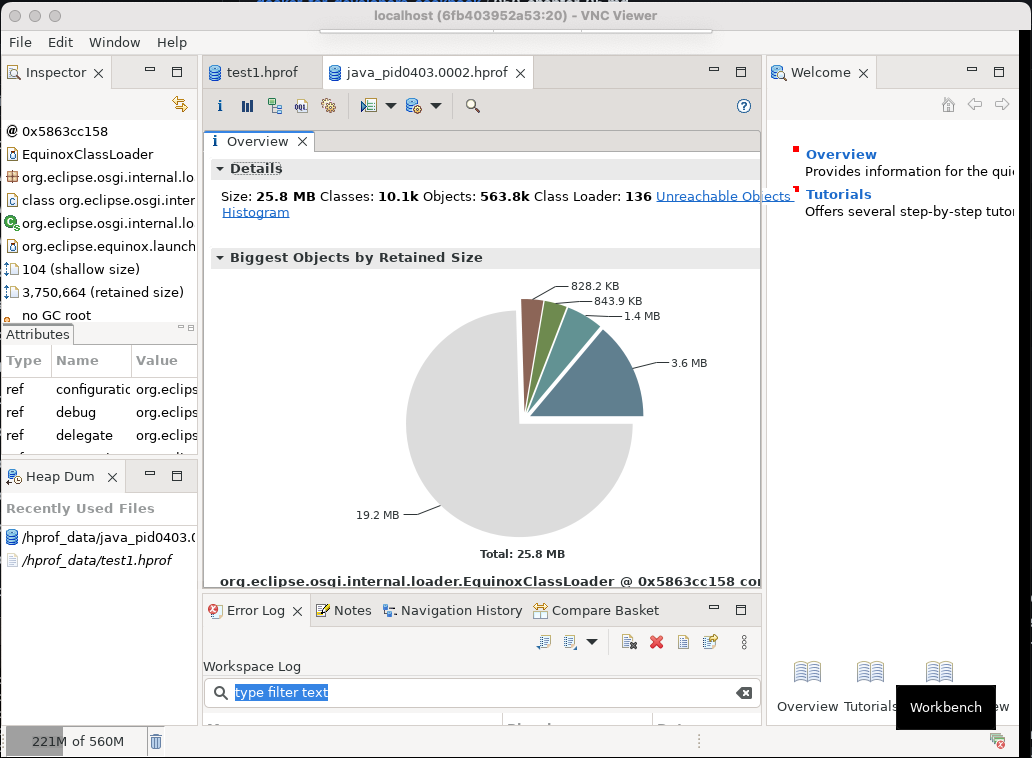 localhost (6fb403952a53:20) - VNC Viewer
File Edit Window Help
Inspector
test1.hprof
java_pid0403.0002.hprof
Welcome
@ 0x5863cc158
EquinoxClassLoader
org.eclipse.osgi.internal.lo
class org.eclipse.osgi.inter
org.eclipse.osgi.internal.lo
org.eclipse.equinox.launch
104 (shallow size)
3,750,664 (retained size)
no GC root
Attributes
Type Name Value
ref configuratic org.eclips
ref debug org.eclips
ref delegate org.eclips
Heap Dum
Recently Used Files
/hprof_data/java_pid0403.0
/hprof_data/test1.hprof
221M of 560M
i
OQL
?
i Overview
Details
Size: 25.8 MB Classes: 10.1k Objects: 563.8k Class Loader: 136 Unreachable Objects
Histogram
Biggest Objects by Retained Size
828.2 KB
843.9 KB
1.4 MB
3.6 MB
19.2 MB
Total: 25.8 MB
org.eclipse.osgi.internal.loader.EquinoxClassLoader @ 0x5863cc158 cor
Error Log
Notes
Navigation History
Compare Basket
Workspace Log
type filter text
Overview
Provides information for the quic
Tutorials
Offers several step-by-step tutor
Overview
Tutorials
Workbench